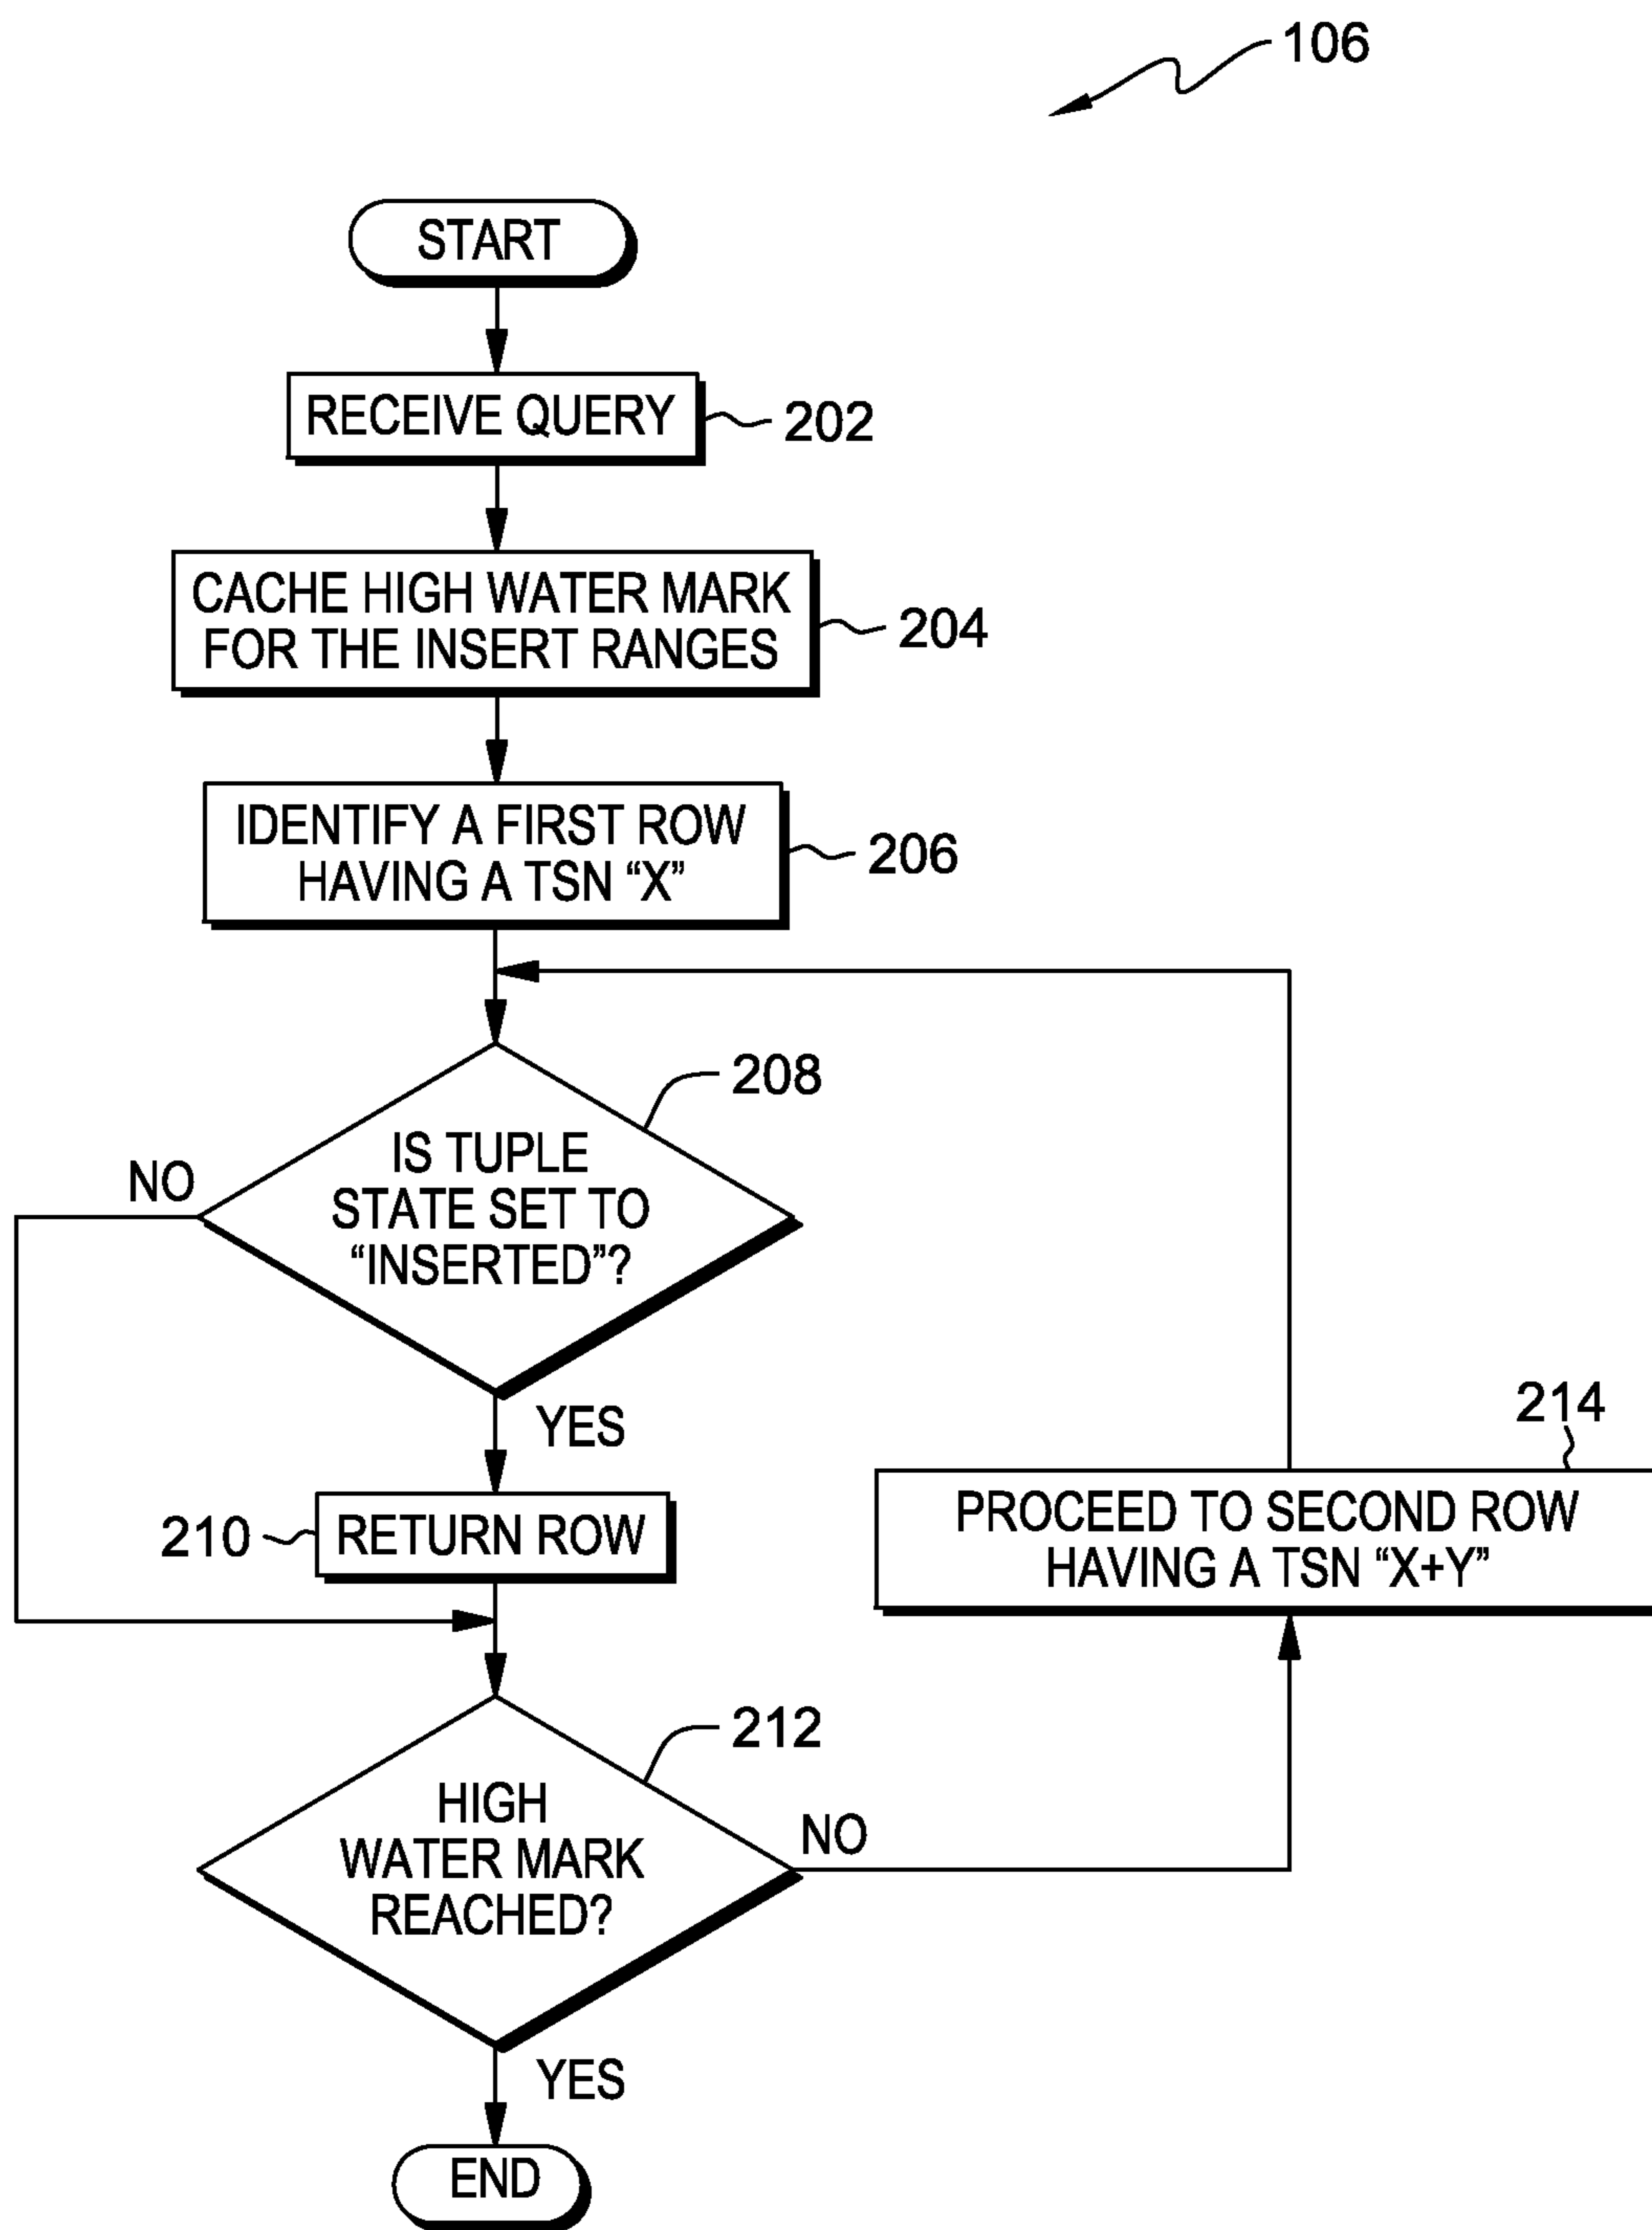 106
START
RECEIVE QUERY
202
CACHE HIGH WATER MARK
FOR THE INSERT RANGES
204
IDENTIFY A FIRST ROW
HAVING A TSN “X”
206
208
IS TUPLE
STATE SET TO
“INSERTED”?
NO
YES
214
210
RETURN ROW
PROCEED TO SECOND ROW
HAVING A TSN “X+Y”
212
HIGH
WATER MARK
REACHED?
NO
YES
END